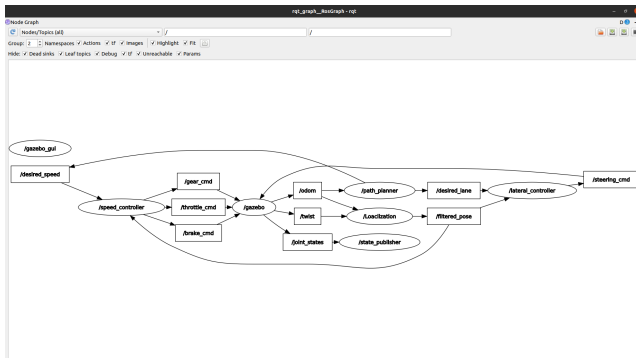 rqt_graph__RosGraph - rqt
Node Graph
D
Nodes/Topics (all)
/
/
Group: 2 Namespaces ✓ Actions ✓ tf ✓ Images ✓ Highlight ✓ Fit
Hide: ✓ Dead sinks ✓ Leaf topics ✓ Debug ✓ tf ✓ Unreachable ✓ Params
/gazebo_gui
/desired_speed
/speed_controller
/gear_cmd
/throttle_cmd
/brake_cmd
/gazebo
/odom
/twist
/joint_states
/path_planner
/Loaclization
/state_publisher
/desired_lane
/filtered_pose
/lateral_controller
/steering_cmd